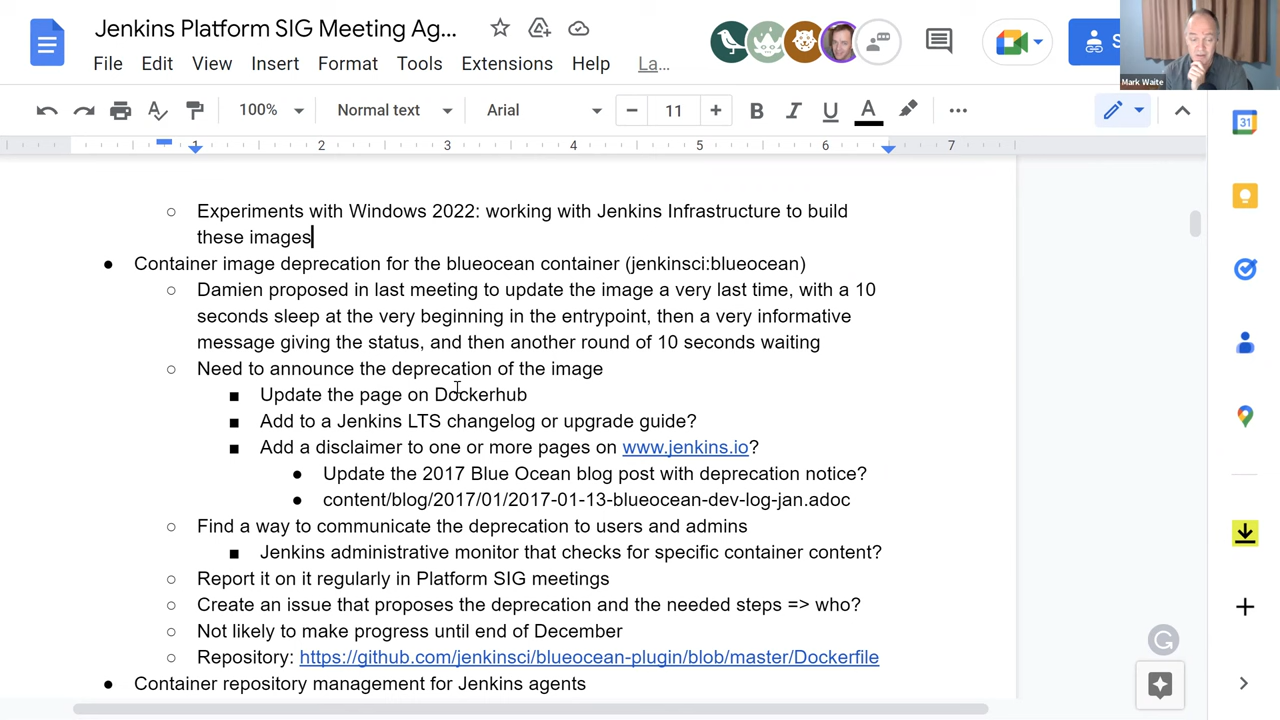 Jenkins Platform SIG Meeting Ag...
File Edit View Insert Format Tools Extensions Help La...
S
Mark Waite
100% Normal text Arial 11 B I U A
31
1 2 3 4 5 6 7
○ Experiments with Windows 2022: working with Jenkins Infrastructure to build
these images
● Container image deprecation for the blueocean container (jenkinsci:blueocean)
○ Damien proposed in last meeting to update the image a very last time, with a 10
seconds sleep at the very beginning in the entrypoint, then a very informative
message giving the status, and then another round of 10 seconds waiting
○ Need to announce the deprecation of the image
■ Update the page on Dockerhub
■ Add to a Jenkins LTS changelog or upgrade guide?
■ Add a disclaimer to one or more pages on www.jenkins.io?
● Update the 2017 Blue Ocean blog post with deprecation notice?
● content/blog/2017/01/2017-01-13-blueocean-dev-log-jan.adoc
○ Find a way to communicate the deprecation to users and admins
■ Jenkins administrative monitor that checks for specific container content?
○ Report it on it regularly in Platform SIG meetings
○ Create an issue that proposes the deprecation and the needed steps => who?
○ Not likely to make progress until end of December
○ Repository: https://github.com/jenkinsci/blueocean-plugin/blob/master/Dockerfile
● Container repository management for Jenkins agents